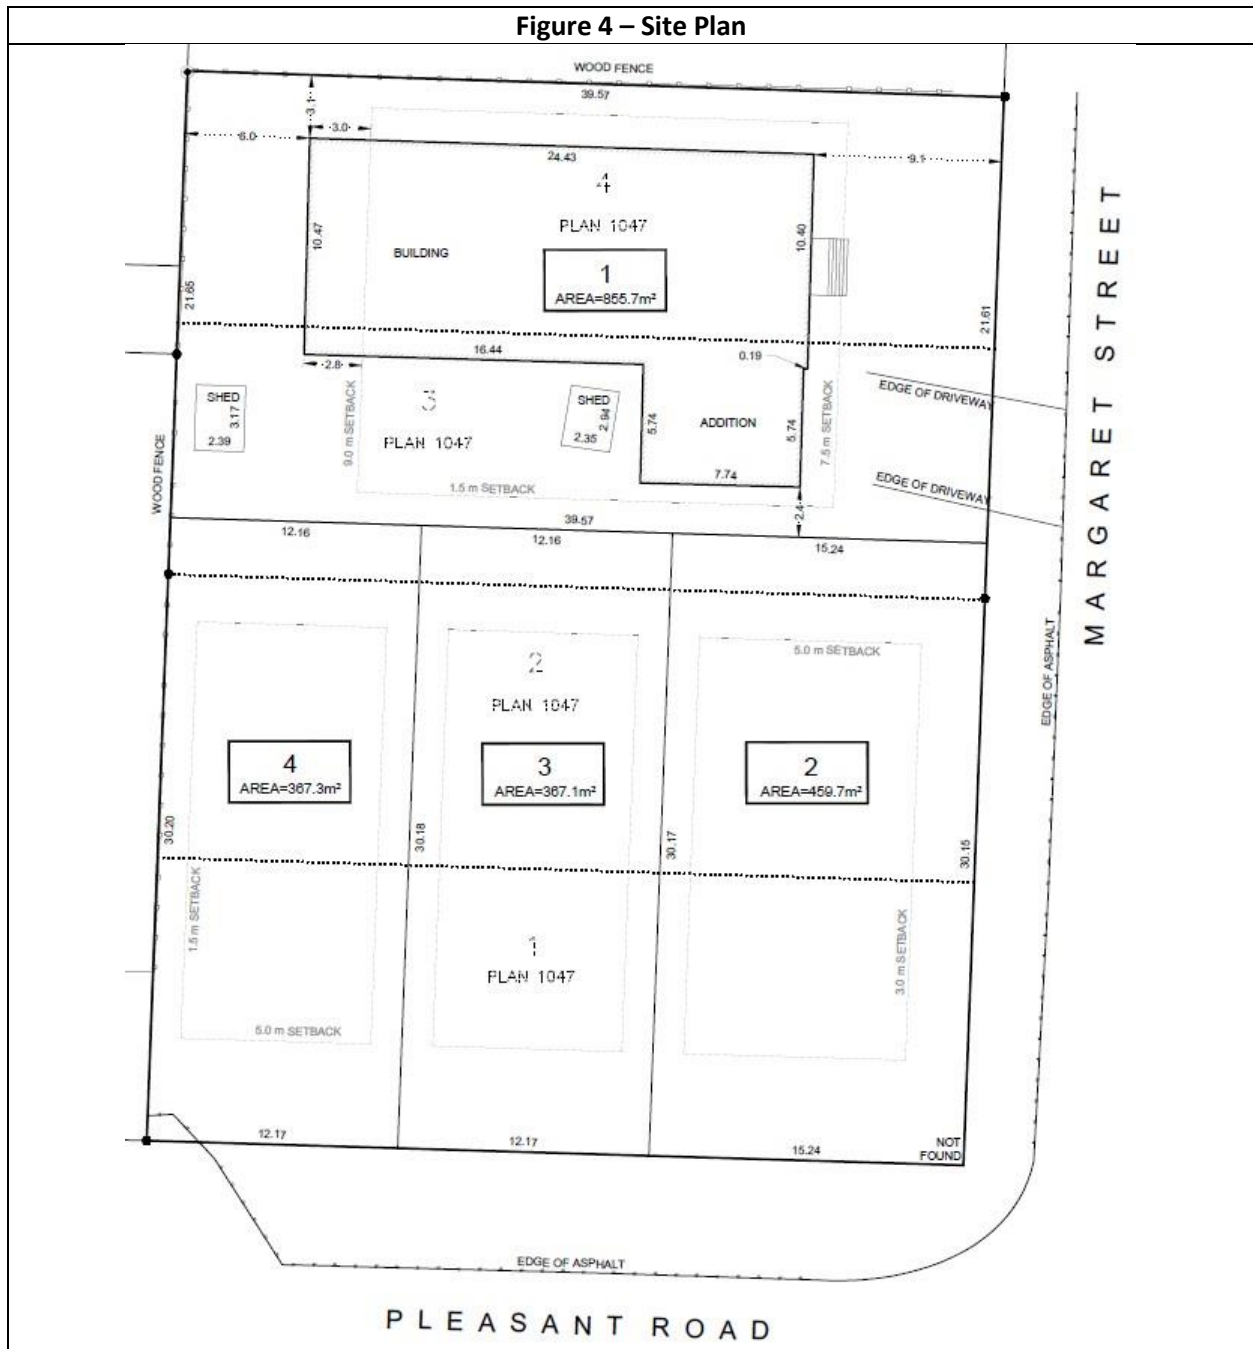 Figure 4 – Site Plan
WOOD FENCE
39.57
3.1
3.0
6.0
24.43
9.1
4
PLAN 1047
10.47
10.40
BUILDING
1
AREA=855.7m²
21.65
21.61
16.44
0.19
2.8
EDGE OF DRIVEWAY
SHED
3.17
2.39
9.0 m SETBACK
3
PLAN 1047
SHED
2.94
2.35
5.74
ADDITION
5.74
7.5 m SETBACK
WOOD FENCE
7.74
EDGE OF DRIVEWAY
1.5 m SETBACK
2.4
39.57
12.16
12.16
15.24
MARGARET STREET
EDGE OF ASPHALT
5.0 m SETBACK
2
PLAN 1047
4
AREA=367.3m²
3
AREA=367.1m²
2
AREA=459.7m²
30.20
30.18
30.17
30.15
1.5 m SETBACK
3.0 m SETBACK
1
PLAN 1047
5.0 m SETBACK
12.17
12.17
15.24
NOT
FOUND
EDGE OF ASPHALT
PLEASANT ROAD